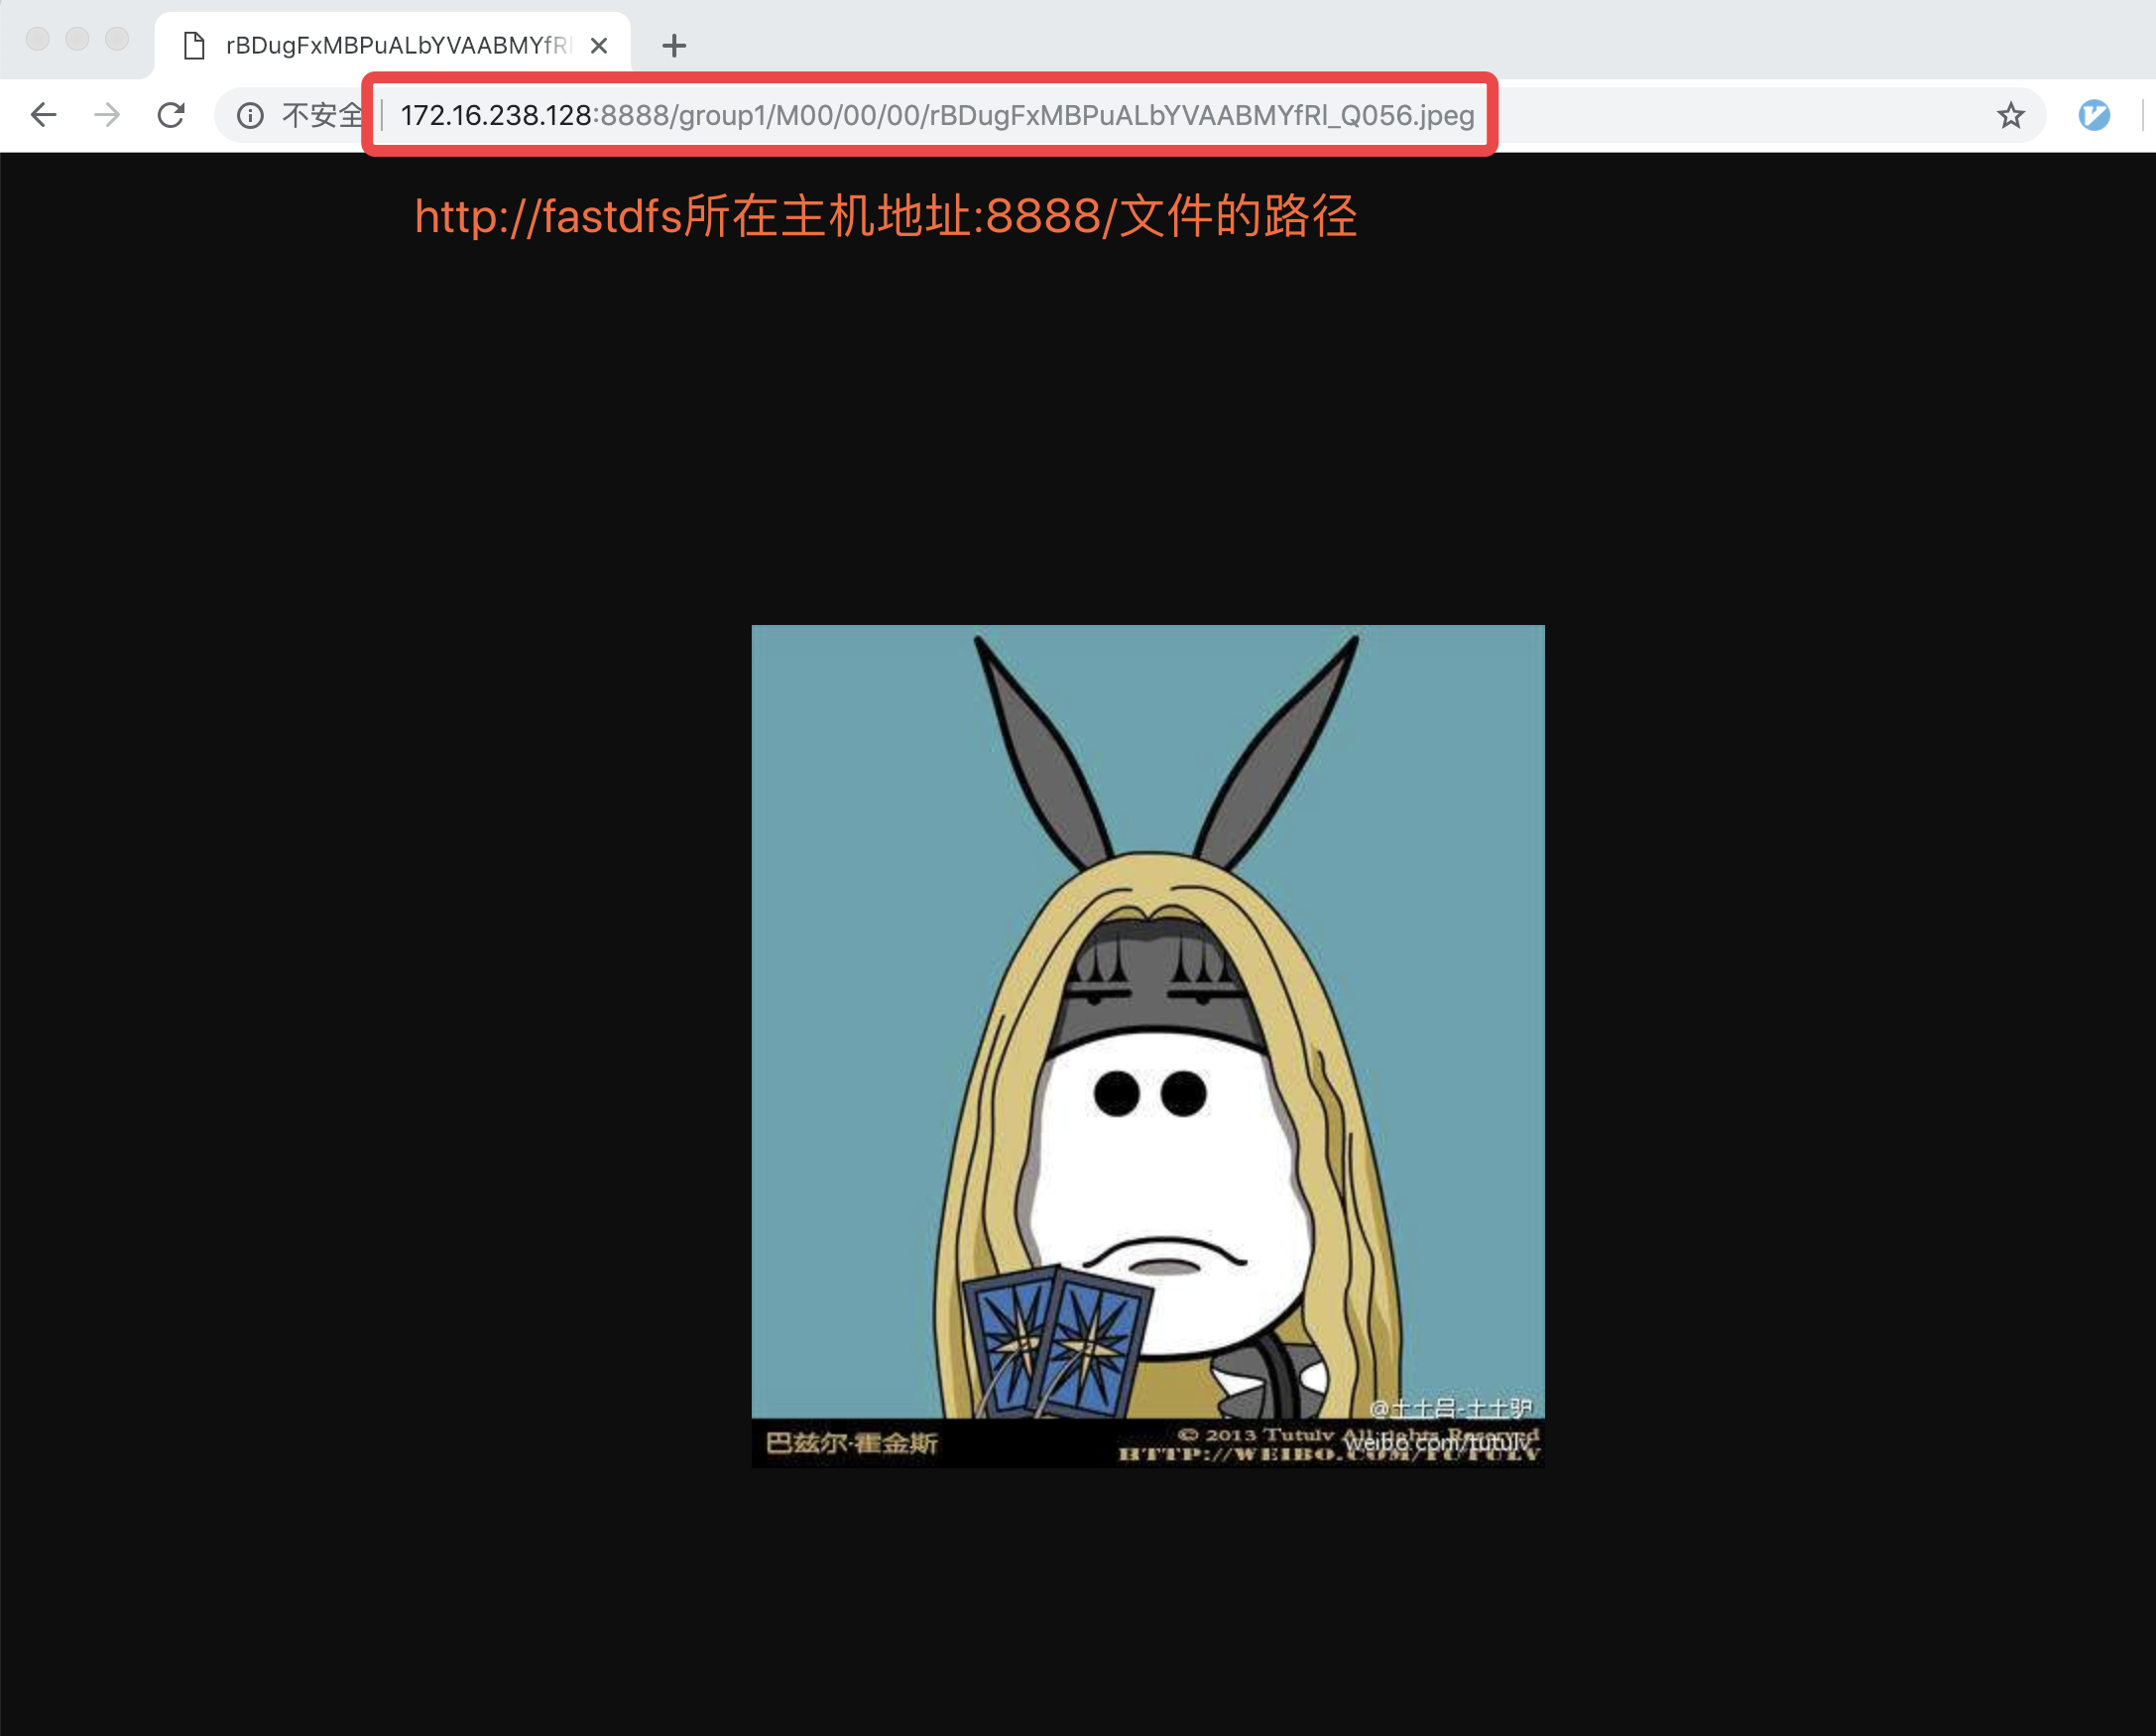 rBDugFxMBPuALbYVAABMYfR
不安全
172.16.238.128:8888/group1/M00/00/00/rBDugFxMBPuALbYVAABMYfRl_Q056.jpeg
http://fastdfs所在主机地址:8888/文件的路径
@土土吕-土土驴
巴兹尔·霍金斯
© 2013 Tutulv All Rights Reserved
weibo.com/tutulv
HTTP://WEIBO.COM/TUTULV